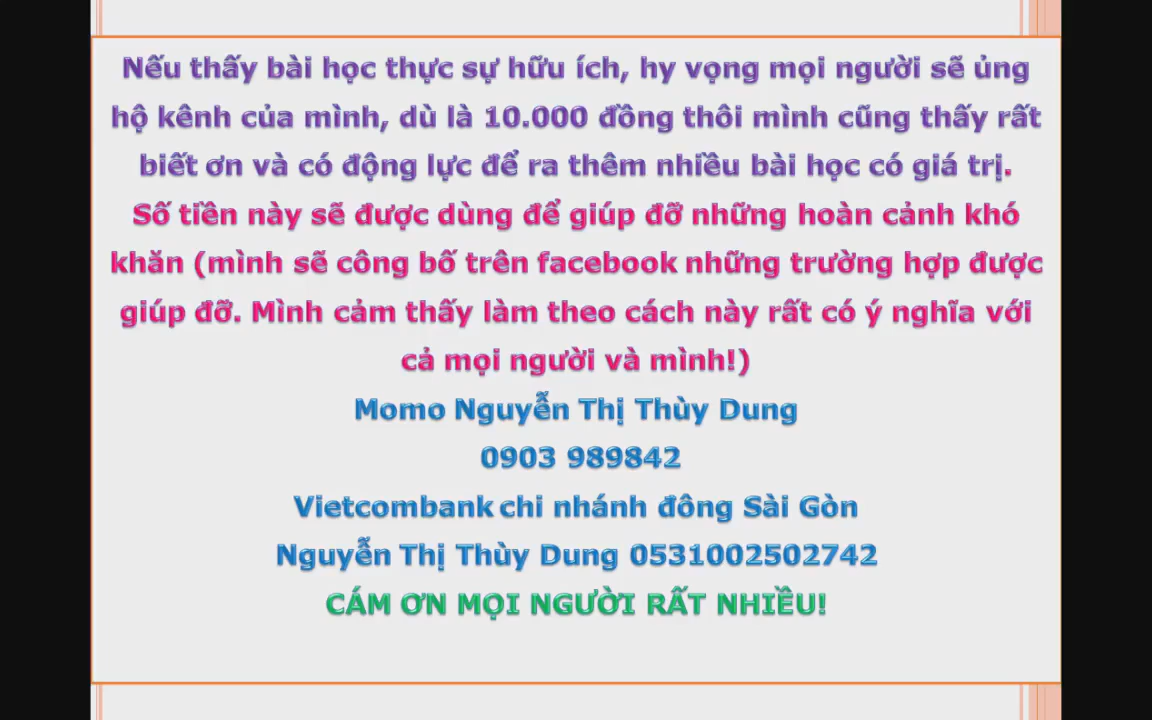 Nếu thấy bài học thực sự hữu ích, hy vọng mọi người sẽ ủng
hộ kênh của mình, dù là 10.000 đồng thôi mình cũng thấy rất
biết ơn và có động lực để ra thêm nhiều bài học có giá trị.
Số tiền này sẽ được dùng để giúp đỡ những hoàn cảnh khó
khăn (mình sẽ công bố trên facebook những trường hợp được
giúp đỡ. Mình cảm thấy làm theo cách này rất có ý nghĩa với
cả mọi người và mình!)
Momo Nguyễn Thị Thùy Dung
0903 989842
Vietcombank chi nhánh đông Sài Gòn
Nguyễn Thị Thùy Dung 0531002502742
CÁM ƠN MỌI NGƯỜI RẤT NHIỀU!